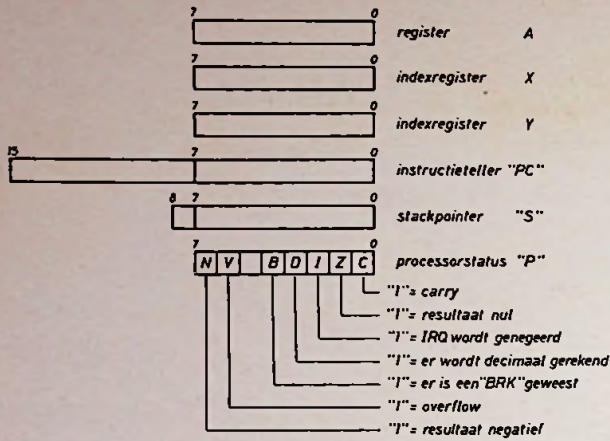 7 0
register A
7 0
indexregister X
7 0
indexregister Y
15 7 0
instructieteller "PC"
8 7 0
stackpointer "S"
7 0
N V B D I Z C processorstatus "P"
"1"= carry
"1"= resultaat nul
"1"= IRQ wordt genegeerd
"1"= er wordt decimaal gerekend
"1"= er is een "BRK" geweest
"1"= overflow
"1"= resultaat negatief